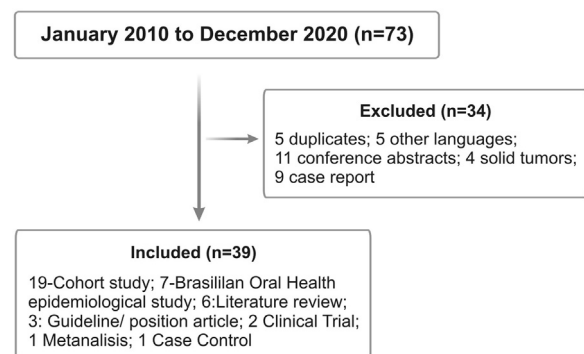 January 2010 to December 2020 (n=73)
Excluded (n=34)
5 duplicates; 5 other languages;
11 conference abstracts; 4 solid tumors;
9 case report
Included (n=39)
19-Cohort study; 7-Brasililan Oral Health
epidemiological study; 6:Literature review;
3: Guideline/ position article; 2 Clinical Trial;
1 Metanalisis; 1 Case Control